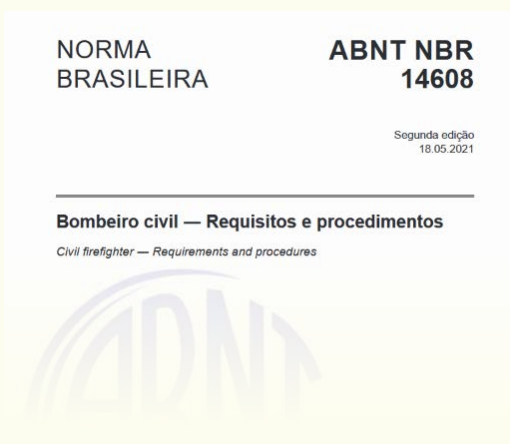 NORMA
BRASILEIRA
ABNT NBR
14608
Segunda edição
18.05.2021
Bombeiro civil — Requisitos e procedimentos
Civil firefighter — Requirements and procedures
ABNT